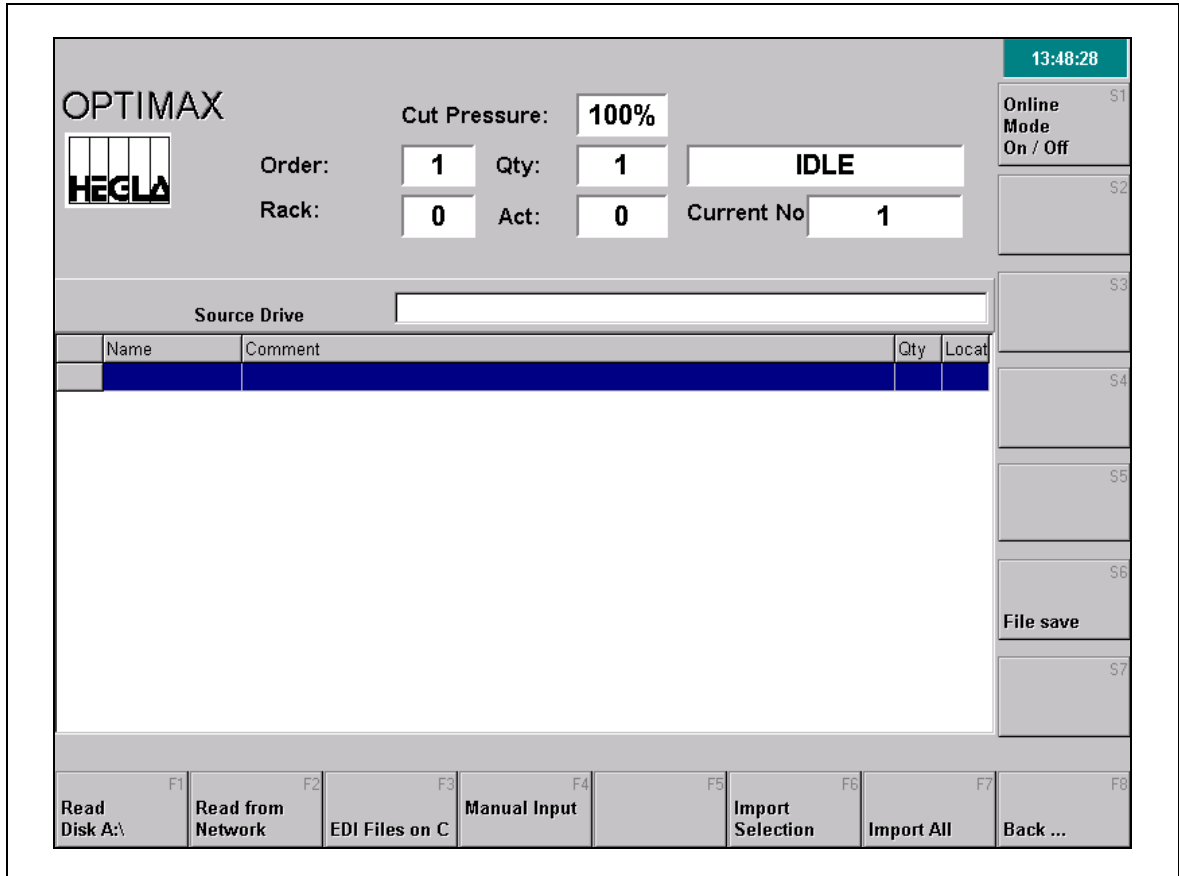 13:48:28
OPTIMAX
HEGLA
Cut Pressure: 100%
Order: 1 Qty: 1 IDLE
Rack: 0 Act: 0 Current No 1
S1
Online
Mode
On / Off
S2
S3
Source Drive
Name Comment Qty Locat
S4
S5
S6
File save
S7
F1
Read
Disk A:\
F2
Read from
Network
F3
EDI Files on C
F4
Manual Input
F5
F6
Import
Selection
F7
Import All
F8
Back ...